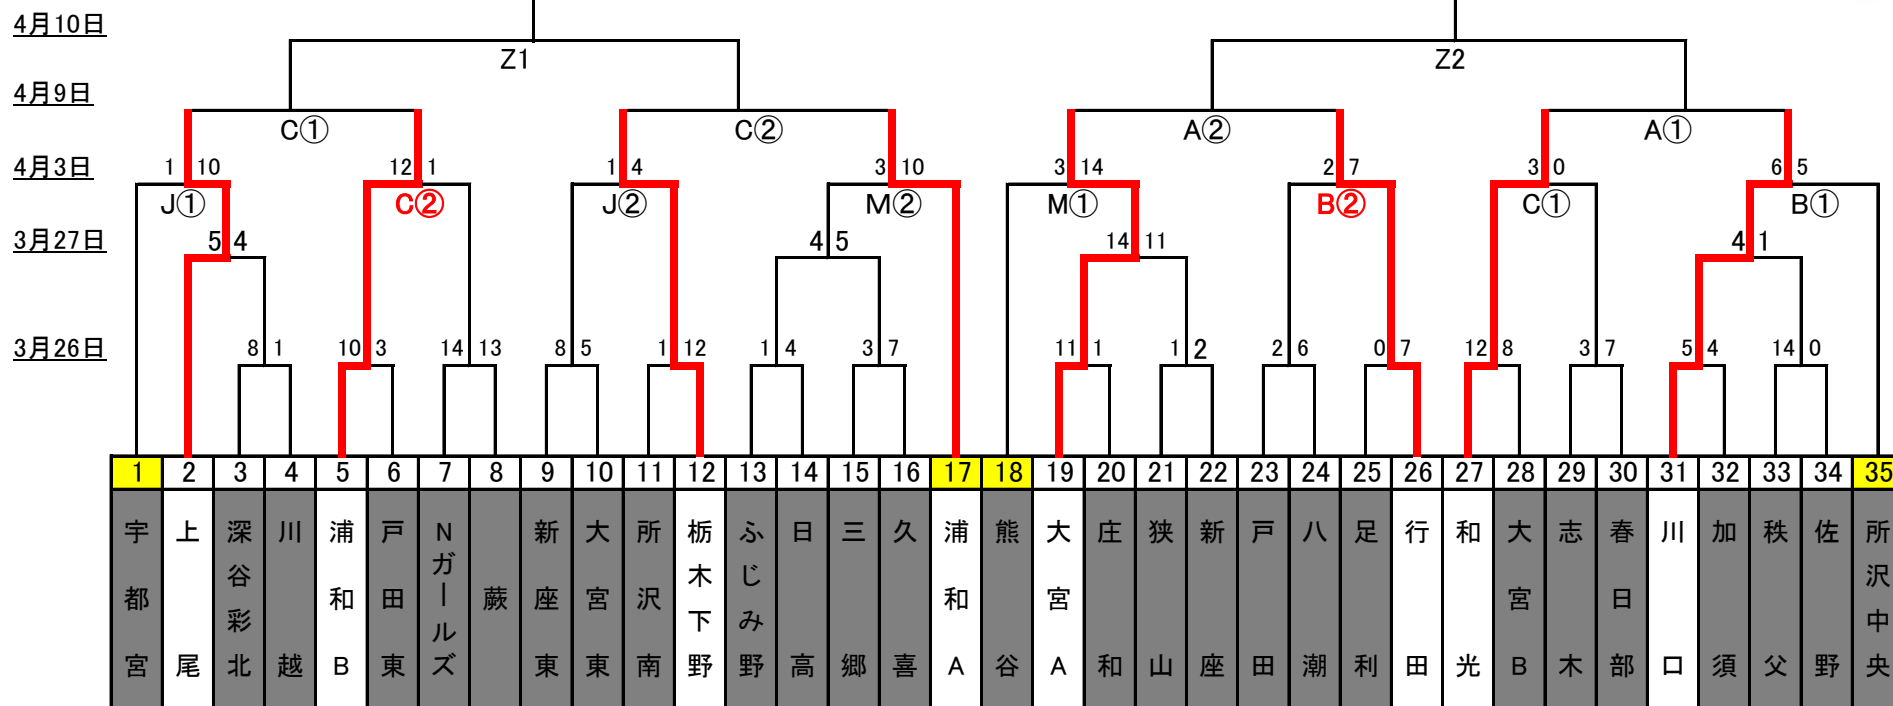 4月10日
Z1 Z2
4月9日
C① C② A② A①
4月3日 1 10 12 1 1 4 3 10 3 14 2 7 3 0 6 5
J① C② J② M② M① B② C① B①
3月27日 5 4 4 5 14 11 4 1
3月26日 8 1 10 3 14 13 8 5 1 12 1 4 3 7 11 1 1 2 2 6 0 7 12 8 3 7 5 4 14 0
1 2 3 4 5 6 7 8 9 10 11 12 13 14 15 16 17 18 19 20 21 22 23 24 25 26 27 28 29 30 31 32 33 34 35
宇都宮
上尾
深谷彩北
川越
浦和B
戸田東
Nガールズ
蕨
新座東
大宮東
所沢南
栃木下野
ふじみ野
日高
三郷
久喜
浦和A
熊谷
大宮A
庄和
狭山
新座
戸田
八潮
足利
行田
和光
大宮B
志木
春日部
川口
加須
秩父
佐野
所沢中央